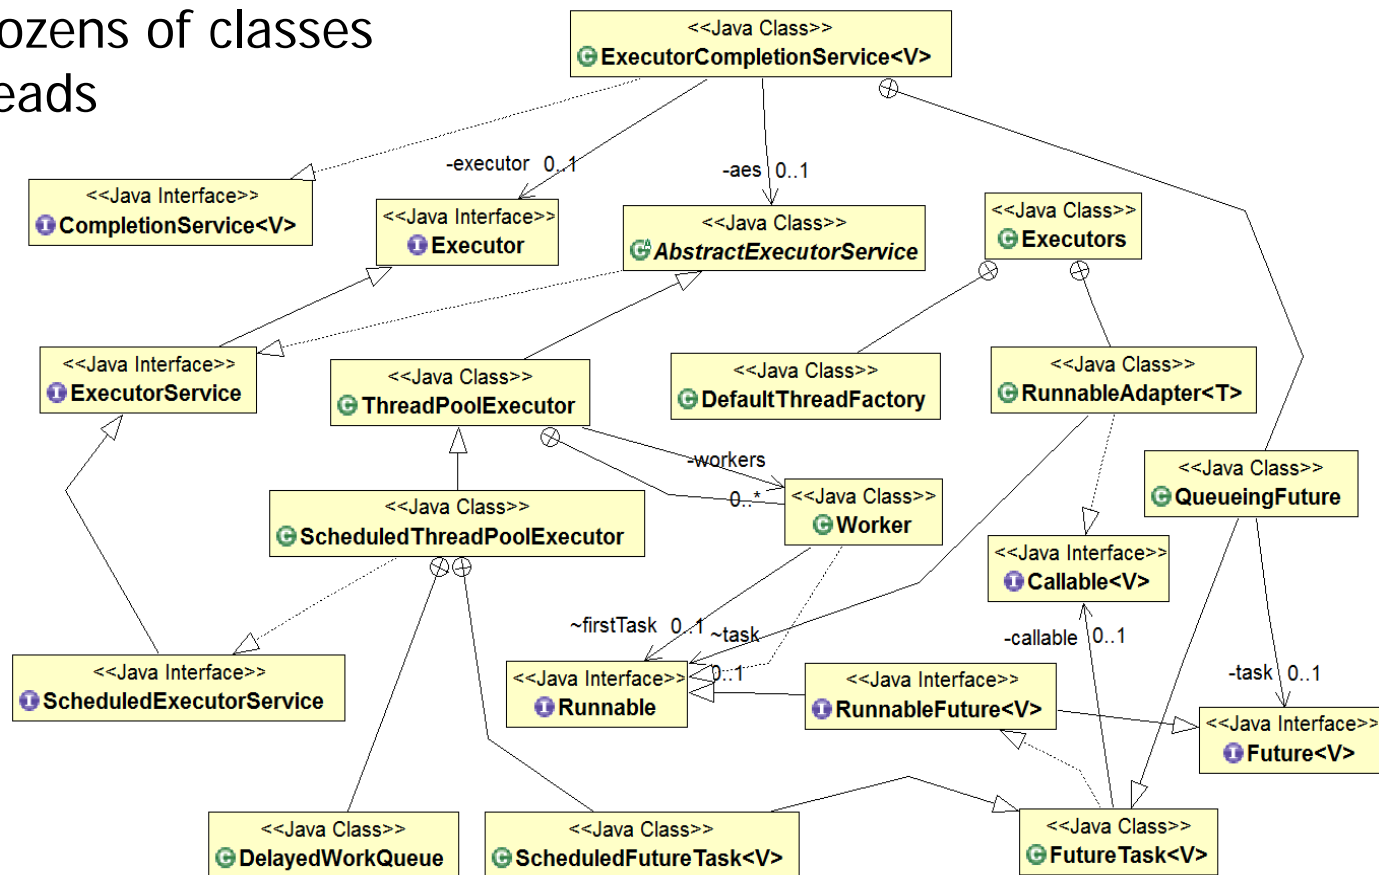 ozens of classes
eads
<<Java Class>>
ExecutorCompletionService<V>
-executor 0..1
-aes 0..1
<<Java Interface>>
CompletionService<V>
<<Java Interface>>
Executor
<<Java Class>>
AbstractExecutorService
<<Java Class>>
Executors
<<Java Interface>>
ExecutorService
<<Java Class>>
ThreadPoolExecutor
<<Java Class>>
DefaultThreadFactory
<<Java Class>>
RunnableAdapter<T>
-workers
0..*
<<Java Class>>
ScheduledThreadPoolExecutor
<<Java Class>>
Worker
<<Java Class>>
QueueingFuture
<<Java Interface>>
Callable<V>
~firstTask 0..1
~task
0..1
-callable 0..1
-task 0..1
<<Java Interface>>
ScheduledExecutorService
<<Java Interface>>
Runnable
<<Java Interface>>
RunnableFuture<V>
<<Java Interface>>
Future<V>
<<Java Class>>
DelayedWorkQueue
<<Java Class>>
ScheduledFutureTask<V>
<<Java Class>>
FutureTask<V>